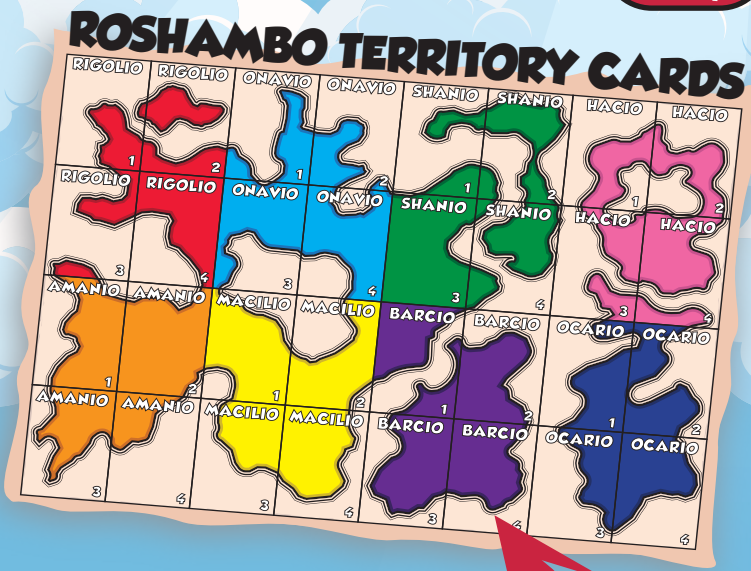 ROSHAMBO TERRITORY CARDS
RIGOLIO RIGOLIO ONAVIO ONAVIO SHANIO SHANIO HACIO HACIO
1 2 1 2 1 2 1 2
RIGOLIO RIGOLIO ONAVIO ONAVIO SHANIO SHANIO HACIO HACIO
3 4 3 4 3 4 3 4
AMANIO AMANIO MACILIO MACILIO BARCIO BARCIO OCARIO OCARIO
1 2 1 2 1 2 1 2
AMANIO AMANIO MACILIO MACILIO BARCIO BARCIO OCARIO OCARIO
3 4 3 4 3 4 3 4